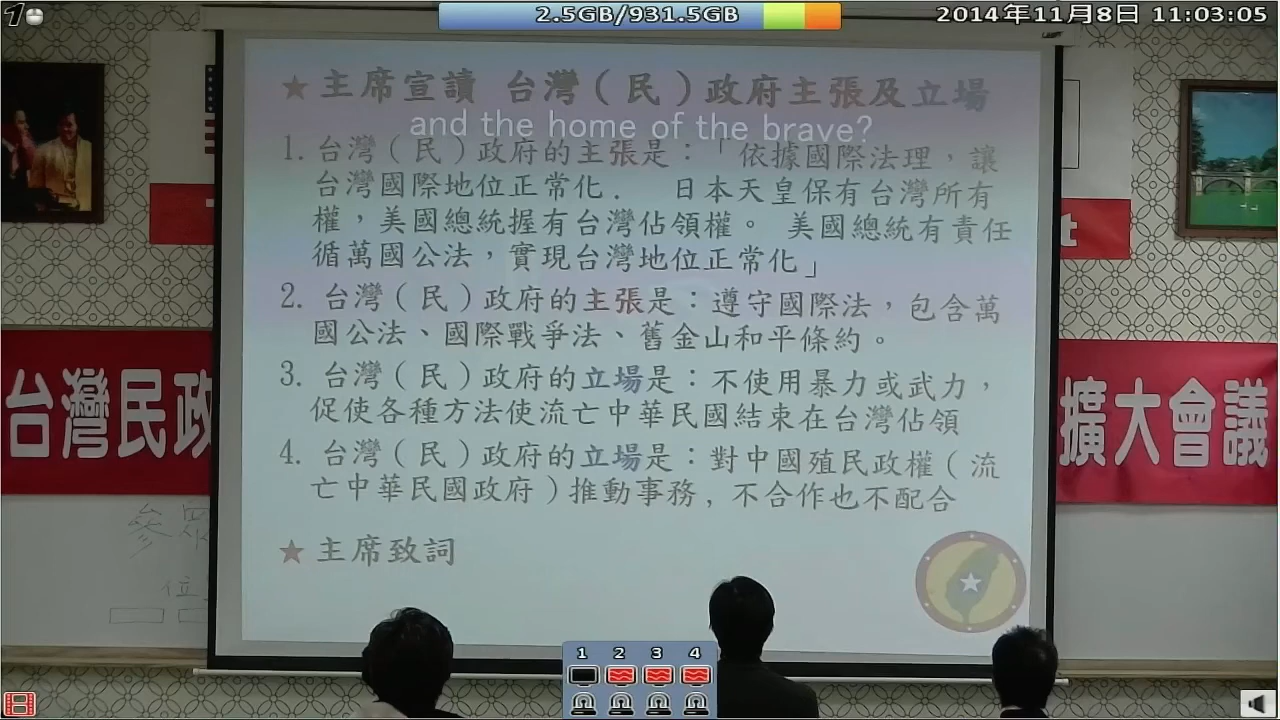 1
2.5GB/931.5GB
2014年11月8日 11:03:05
★主席宣讀 台灣（民）政府主張及立場
and the home of the brave?
1. 台灣（民）政府的主張是：「依據國際法理，讓
台灣國際地位正常化. 日本天皇保有台灣所有
權，美國總統握有台灣佔領權。 美國總統有責任
循萬國公法，實現台灣地位正常化」
2. 台灣（民）政府的主張是：遵守國際法，包含萬
國公法、國際戰爭法、舊金山和平條約。
3. 台灣（民）政府的立場是：不使用暴力或武力，
促使各種方法使流亡中華民國結束在台灣佔領
4. 台灣（民）政府的立場是：對中國殖民政權（流
亡中華民國政府）推動事務, 不合作也不配合
★主席致詞
t
台灣民政
擴大會議
位
1 2 3 4